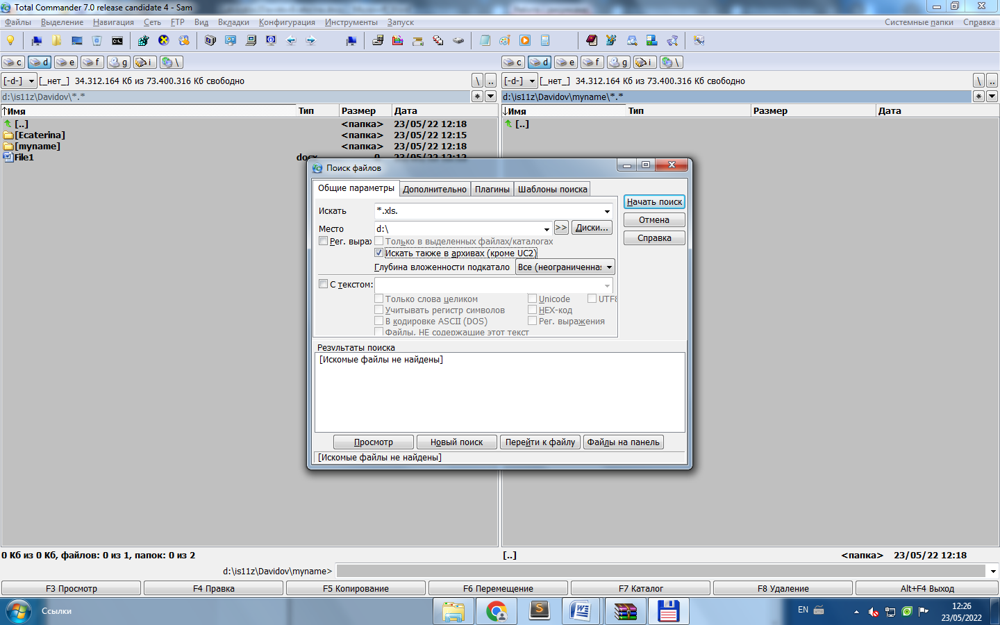 Total Commander 7.0 release candidate 4 - Sam
Файлы Выделение Навигация Сеть FTP Вид Вкладки Конфигурация Инструменты Запуск Системные папки Справка
c d e f g i \
c d e f g i \
[-d-] [_нет_] 34.312.164 Кб из 73.400.316 Кб свободно \ ..
[-d-] [_нет_] 34.312.164 Кб из 73.400.316 Кб свободно \ ..
d:\is11z\Davidov\*.* *
d:\is11z\Davidov\myname\*.* *
↑Имя Тип Размер Дата
↓Имя Тип Размер Дата
[..] <папка> 23/05/22 12:18
[..]
[Ecaterina] <папка> 23/05/22 12:15
[myname] <папка> 23/05/22 12:18
File1 docx 0 23/05/22 12:12
Поиск файлов
Общие параметры Дополнительно Плагины Шаблоны поиска
Искать *.xls. Начать поиск
Место d:\ >> Диски... Отмена
Рег. выра Только в выделенных файлах/каталогах Справка
Искать также в архивах (кроме UC2)
Глубина вложенности подкатало Все (неограниченная
С текстом:
Только слова целиком Unicode UTF8
Учитывать регистр символов HEX-код
В кодировке ASCII (DOS) Рег. выражения
Файлы, НЕ содержащие этот текст
Результаты поиска
[Искомые файлы не найдены]
Просмотр Новый поиск Перейти к файлу Файлы на панель
[Искомые файлы не найдены]
0 Кб из 0 Кб, файлов: 0 из 1, папок: 0 из 2
[..] <папка> 23/05/22 12:18
d:\is11z\Davidov\myname>
F3 Просмотр F4 Правка F5 Копирование F6 Перемещение F7 Каталог F8 Удаление Alt+F4 Выход
Ссылки EN 12:26
23/05/2022